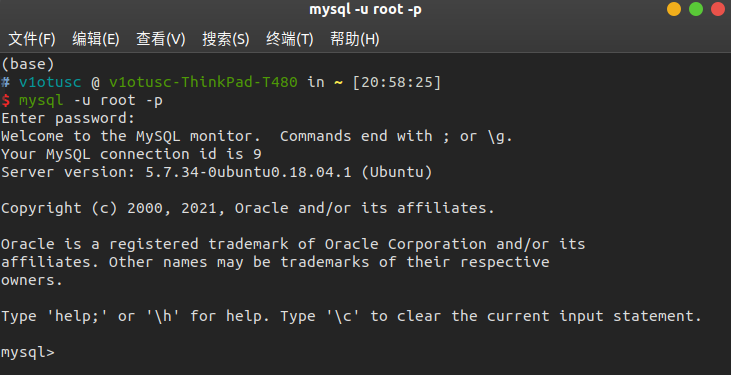 mysql -u root -p
文件(F) 编辑(E) 查看(V) 搜索(S) 终端(T) 帮助(H)
(base)
# v1otusc @ v1otusc-ThinkPad-T480 in ~ [20:58:25]
$ mysql -u root -p
Enter password:
Welcome to the MySQL monitor.  Commands end with ; or \g.
Your MySQL connection id is 9
Server version: 5.7.34-0ubuntu0.18.04.1 (Ubuntu)
Copyright (c) 2000, 2021, Oracle and/or its affiliates.
Oracle is a registered trademark of Oracle Corporation and/or its
affiliates. Other names may be trademarks of their respective
owners.
Type 'help;' or '\h' for help. Type '\c' to clear the current input statement.
mysql>